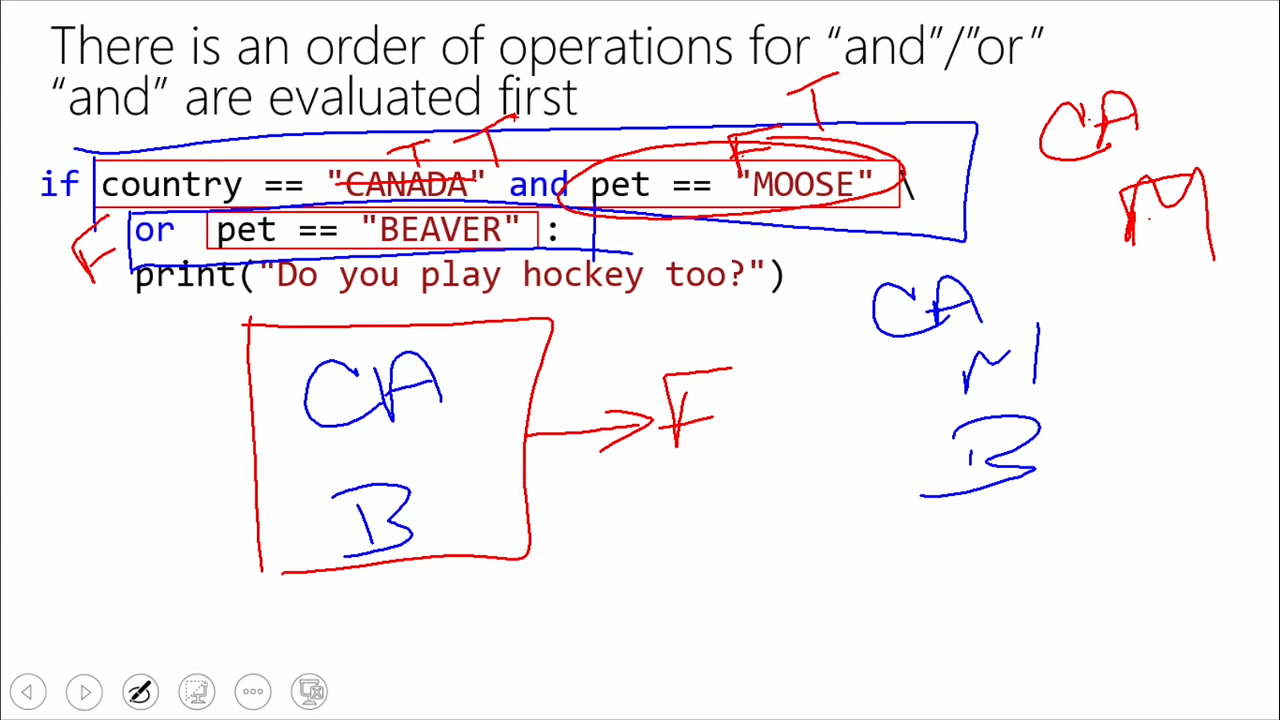 There is an order of operations for “and”/”or”
“and” are evaluated first
T
T T F
CA
if country == "CANADA" and pet == "MOOSE" \
M
F or pet == "BEAVER" :
print("Do you play hockey too?")
CA
M
CA F
B
B